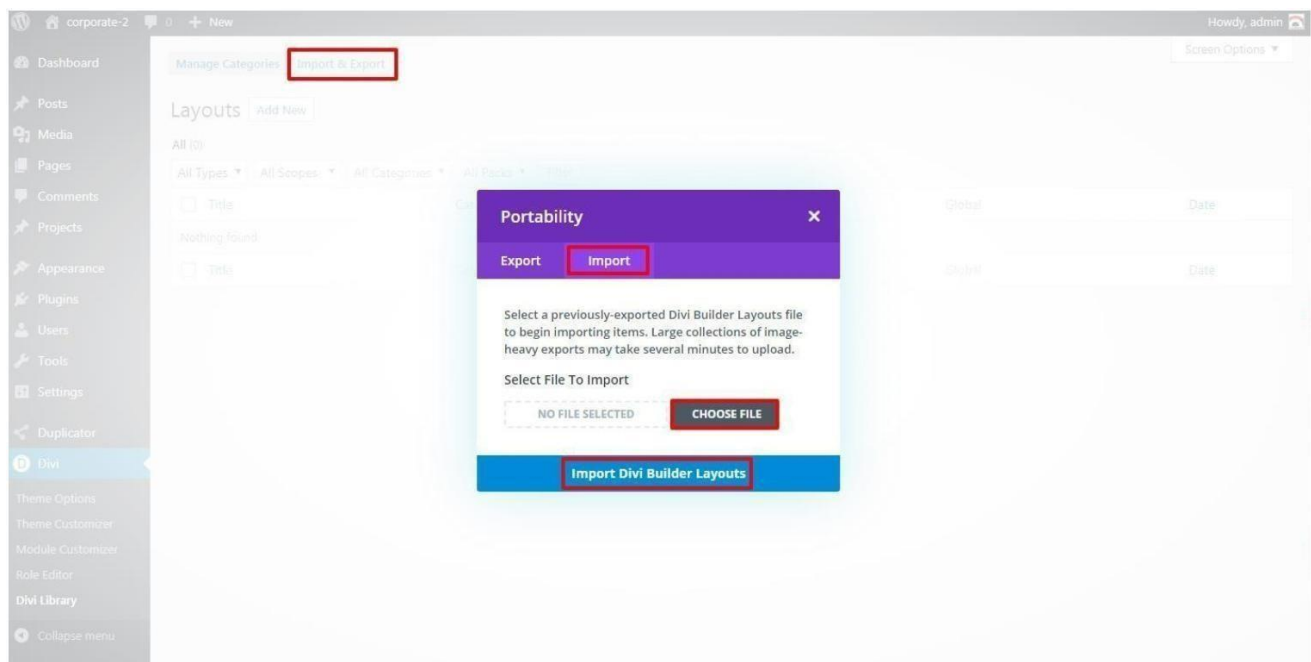 corporate-2 0 + New Howdy, admin
Dashboard
Posts
Media
Pages
Comments
Projects
Appearance
Plugins
Users
Tools
Settings
Duplicator
Divi
Theme Options
Theme Customizer
Module Customizer
Role Editor
Divi Library
Collapse menu
Screen Options
Manage Categories Import & Export
Layouts Add New
All (0)
All Types All Scopes All Categories All Packs Filter
Title Global Date
Nothing found
Title Global Date
Portability
Export Import
Select a previously-exported Divi Builder Layouts file
to begin importing items. Large collections of image-
heavy exports may take several minutes to upload.
Select File To Import
NO FILE SELECTED CHOOSE FILE
Import Divi Builder Layouts